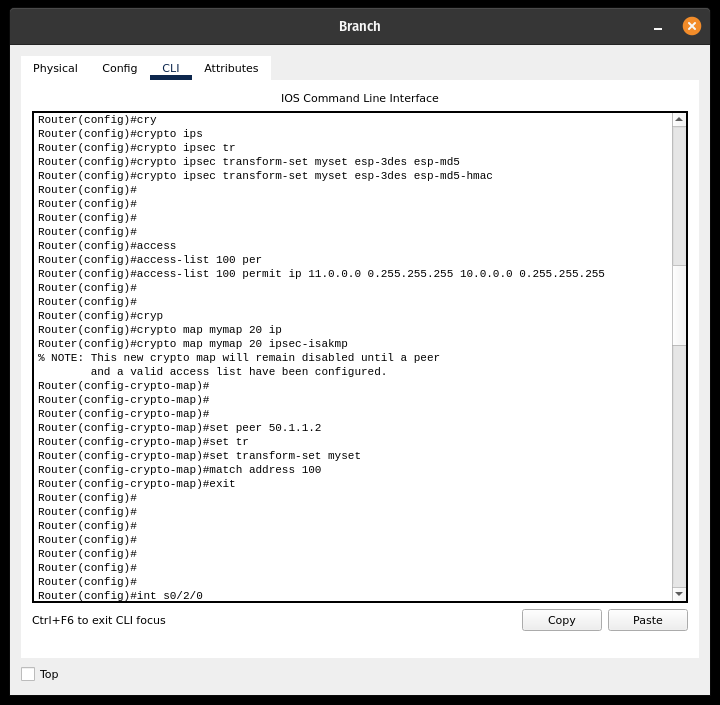 Branch
Physical Config CLI Attributes
IOS Command Line Interface
Router(config)#cry
Router(config)#crypto ips
Router(config)#crypto ipsec tr
Router(config)#crypto ipsec transform-set myset esp-3des esp-md5
Router(config)#crypto ipsec transform-set myset esp-3des esp-md5-hmac
Router(config)#
Router(config)#
Router(config)#
Router(config)#
Router(config)#access
Router(config)#access-list 100 per
Router(config)#access-list 100 permit ip 11.0.0.0 0.255.255.255 10.0.0.0 0.255.255.255
Router(config)#
Router(config)#
Router(config)#cryp
Router(config)#crypto map mymap 20 ip
Router(config)#crypto map mymap 20 ipsec-isakmp
% NOTE: This new crypto map will remain disabled until a peer
and a valid access list have been configured.
Router(config-crypto-map)#
Router(config-crypto-map)#
Router(config-crypto-map)#
Router(config-crypto-map)#set peer 50.1.1.2
Router(config-crypto-map)#set tr
Router(config-crypto-map)#set transform-set myset
Router(config-crypto-map)#match address 100
Router(config-crypto-map)#exit
Router(config)#
Router(config)#
Router(config)#
Router(config)#
Router(config)#
Router(config)#
Router(config)#
Router(config)#int s0/2/0
Ctrl+F6 to exit CLI focus
Copy Paste
Top